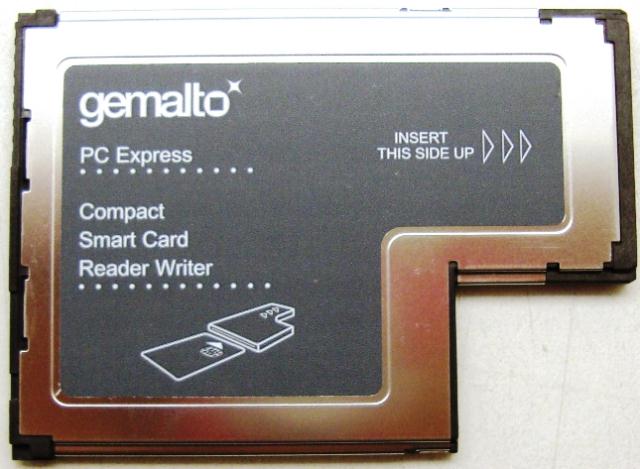 gemalto
PC Express
INSERT
THIS SIDE UP
Compact
Smart Card
Reader Writer